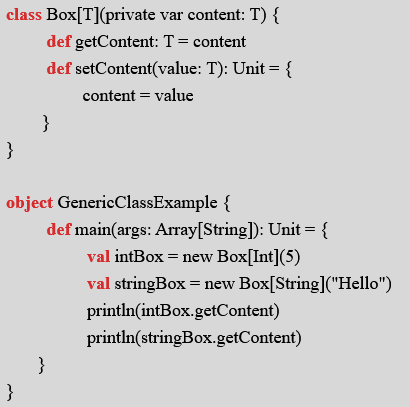 class Box[T](private var content: T) {
def getContent: T = content
def setContent(value: T): Unit = {
content = value
}
}
object GenericClassExample {
def main(args: Array[String]): Unit = {
val intBox = new Box[Int](5)
val stringBox = new Box[String]("Hello")
println(intBox.getContent)
println(stringBox.getContent)
}
}